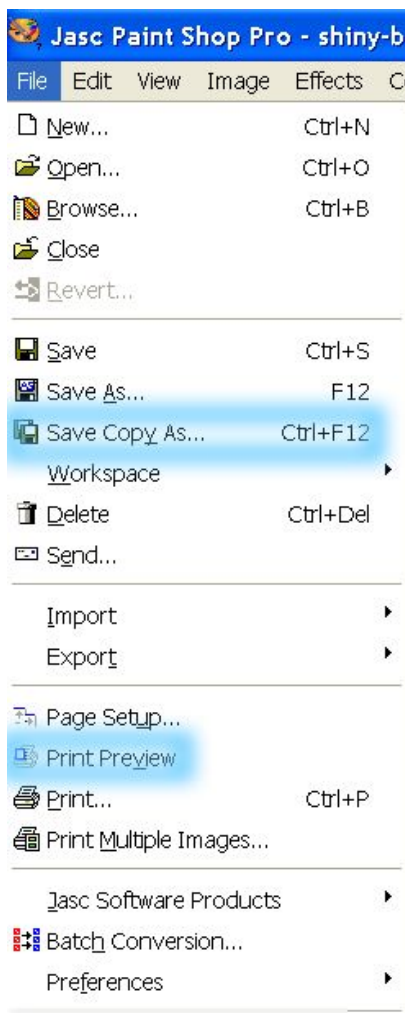 Jasc Paint Shop Pro - shiny-b
File Edit View Image Effects C
New... Ctrl+N
Open... Ctrl+O
Browse... Ctrl+B
Close
Revert...
Save Ctrl+S
Save As... F12
Save Copy As... Ctrl+F12
Workspace
Delete Ctrl+Del
Send...
Import
Export
Page Setup...
Print Preview
Print... Ctrl+P
Print Multiple Images...
Jasc Software Products
Batch Conversion...
Preferences